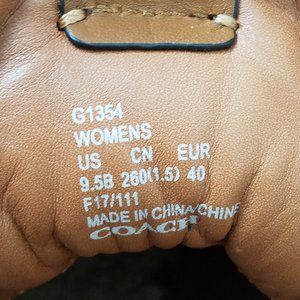 G1354
WOMENS
US CN EUR
9.5B 260(1.5) 40
F17/111
MADE IN CHINA/CHINE
COACH